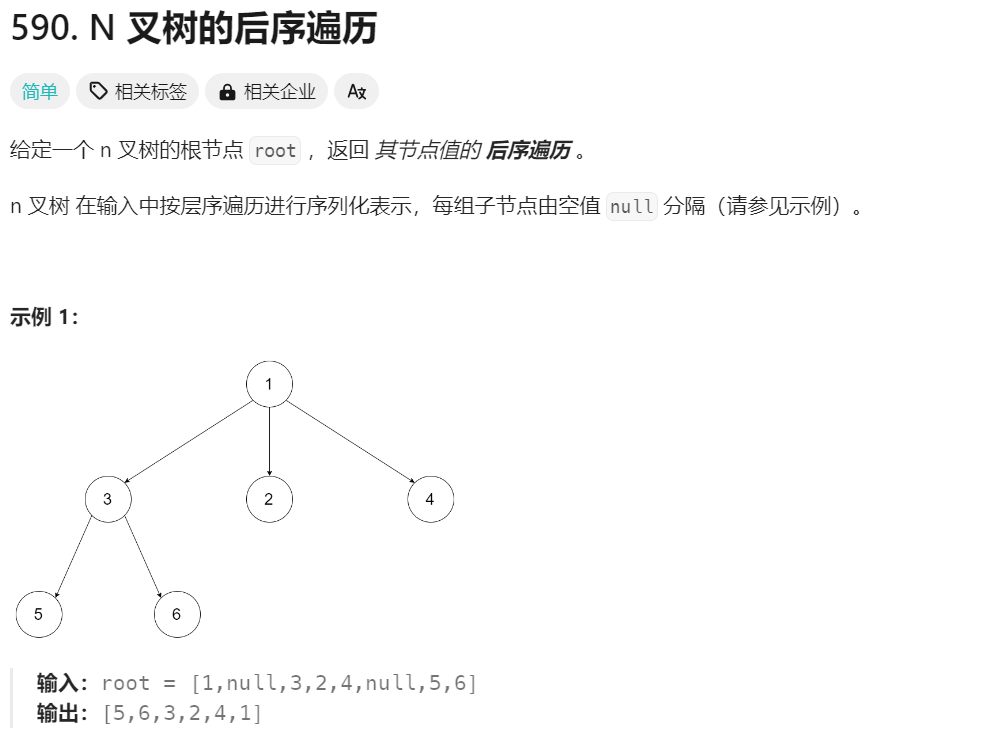 590. N 叉树的后序遍历
简单 相关标签 相关企业 Ax
给定一个 n 叉树的根节点 root ，返回 其节点值的 后序遍历 。
n 叉树 在输入中按层序遍历进行序列化表示，每组子节点由空值 null 分隔（请参见示例）。
示例 1：
1
3 2 4
5 6
输入：root = [1,null,3,2,4,null,5,6]
输出：[5,6,3,2,4,1]